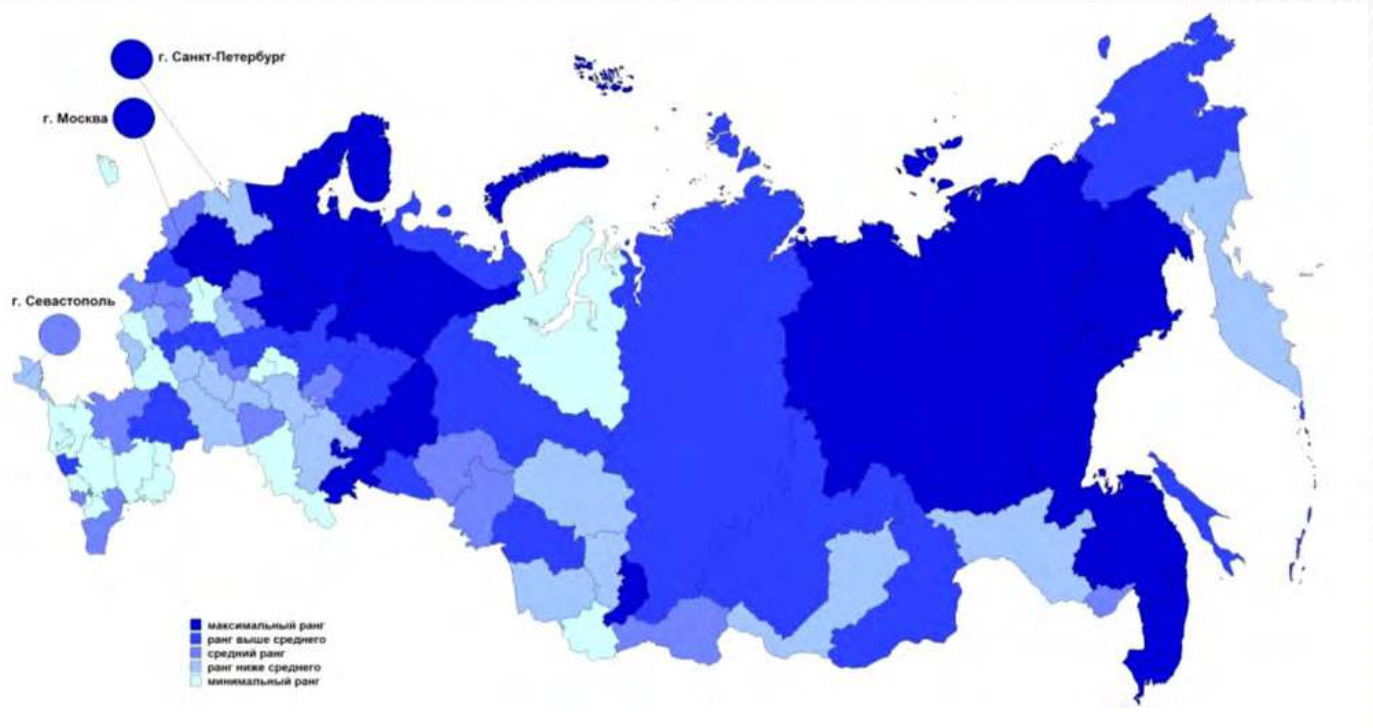 г. Санкт-Петербург
г. Москва
г. Севастополь
максимальный ранг
ранг выше среднего
средний ранг
ранг ниже среднего
минимальный ранг